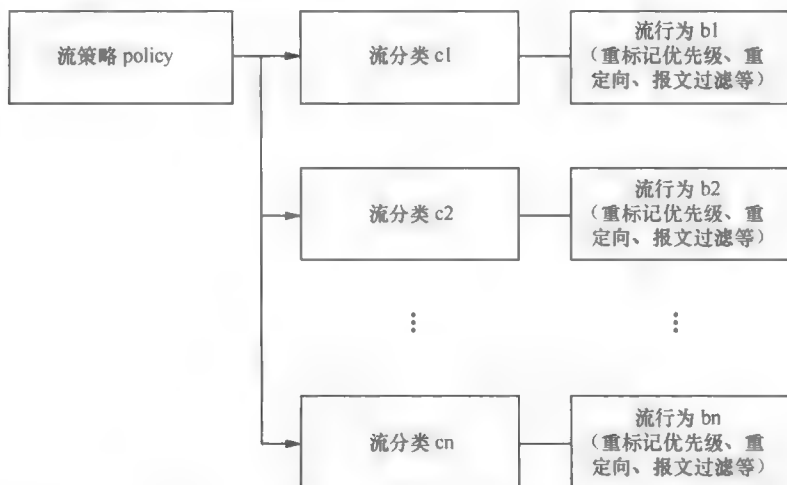 流策略 policy
流分类 c1
流行为 b1
（重标记优先级、重
定向、报文过滤等）
流分类 c2
流行为 b2
（重标记优先级、重
定向、报文过滤等）
⋮
⋮
流分类 cn
流行为 bn
（重标记优先级、重
定向、报文过滤等）